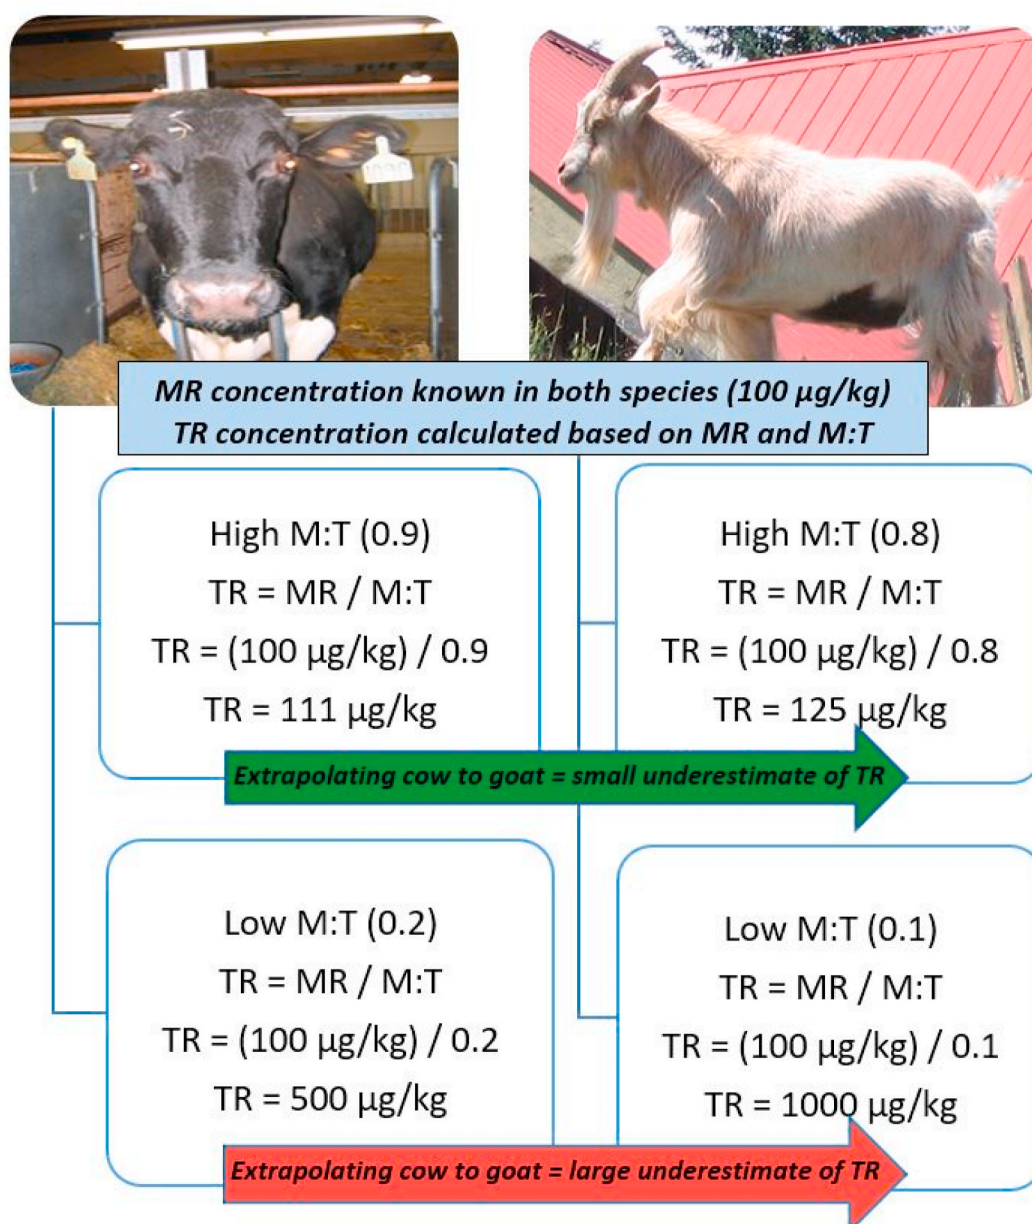 MR concentration known in both species (100 µg/kg)
TR concentration calculated based on MR and M:T
High M:T (0.9)
TR = MR / M:T
TR = (100 µg/kg) / 0.9
TR = 111 µg/kg
High M:T (0.8)
TR = MR / M:T
TR = (100 µg/kg) / 0.8
TR = 125 µg/kg
Extrapolating cow to goat = small underestimate of TR
Low M:T (0.2)
TR = MR / M:T
TR = (100 µg/kg) / 0.2
TR = 500 µg/kg
Low M:T (0.1)
TR = MR / M:T
TR = (100 µg/kg) / 0.1
TR = 1000 µg/kg
Extrapolating cow to goat = large underestimate of TR